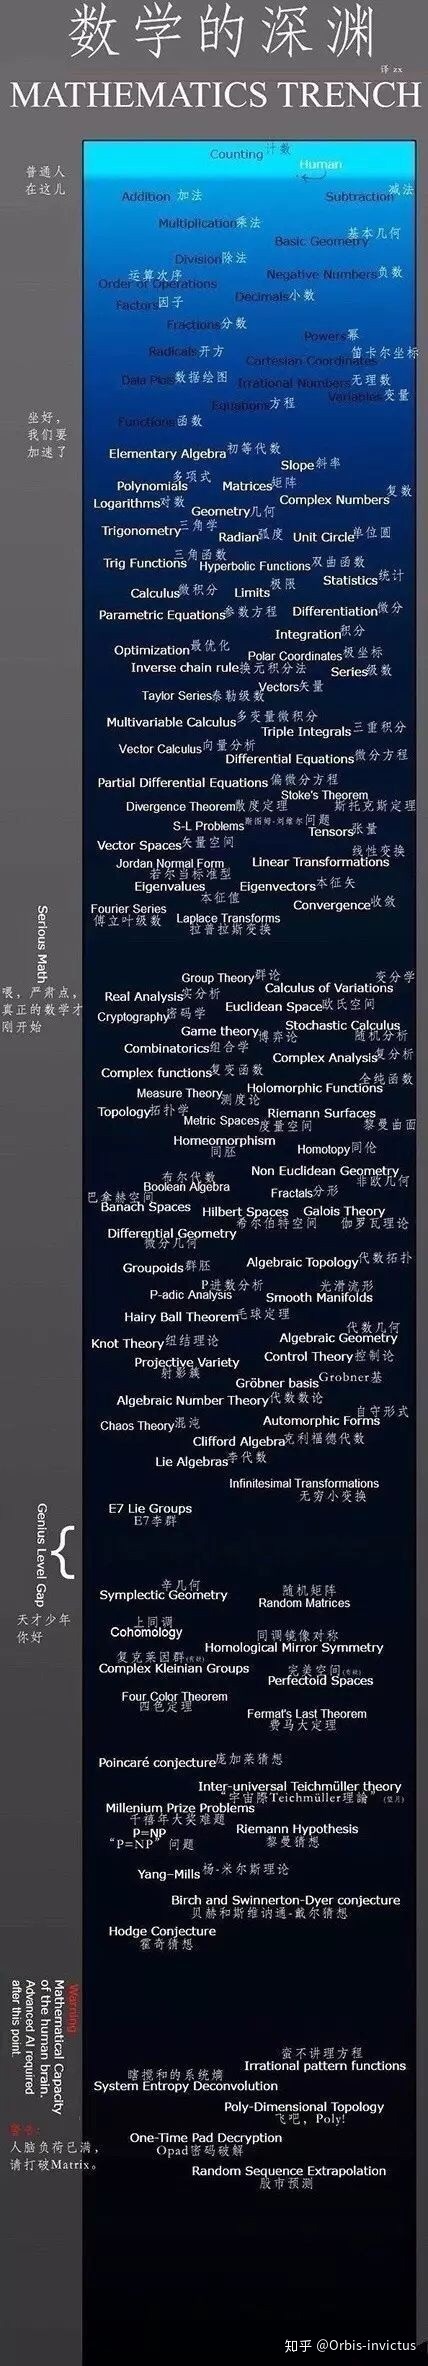 数学的深渊
译 zx
MATHEMATICS TRENCH
Counting 计数
Human
普通人
在这儿
Addition 加法
Subtraction 减法
Multiplication 乘法
Basic Geometry 基本几何
Division 除法
Negative Numbers 负数
运算次序
Order of Operations
Factors 因子
Decimals 小数
Fractions 分数
Powers 幂
Radicals 开方
Cartesian Coordinates 笛卡尔坐标
Data Plots 数据绘图
Irrational Numbers 无理数
Equations 方程
Variables 变量
Functions 函数
坐好，
我们要
加速了
Elementary Algebra 初等代数
Slope 斜率
Polynomials 多项式
Matrices 矩阵
Logarithms 对数
Complex Numbers 复数
Geometry 几何
Trigonometry 三角学
Radian 弧度
Unit Circle 单位圆
Trig Functions 三角函数
Hyperbolic Functions 双曲函数
Calculus 微积分
Limits 极限
Statistics 统计
Parametric Equations 参数方程
Differentiation 微分
Integration 积分
Optimization 最优化
Polar Coordinates 极坐标
Inverse chain rule 换元积分法
Series 级数
Taylor Series 泰勒级数
Vectors 矢量
Multivariable Calculus 多变量微积分
Triple Integrals 三重积分
Vector Calculus 向量分析
Differential Equations 微分方程
Partial Differential Equations 偏微分方程
Stoke's Theorem
Divergence Theorem 散度定理
斯托克斯定理
S-L Problems 斯图姆-刘维尔问题
Tensors 张量
Vector Spaces 矢量空间
线性变换
Jordan Normal Form
Linear Transformations
若尔当标准型
Eigenvalues
Eigenvectors 本征矢
本征值
Fourier Series
Convergence 收敛
傅立叶级数
Laplace Transforms
拉普拉斯变换
Serious Math
喂，严肃点，
真正的数学才
刚开始
Group Theory 群论
变分学
Calculus of Variations
Real Analysis 实分析
Euclidean Space 欧氏空间
Cryptography 密码学
Stochastic Calculus
Game theory 博弈论
随机分析
Combinatorics 组合学
Complex Analysis 复分析
Complex functions 复变函数
全纯函数
Holomorphic Functions
Measure Theory 测度论
Topology 拓扑学
Riemann Surfaces
Metric Spaces 度量空间
黎曼曲面
Homeomorphism
同胚
Homotopy 同伦
Non Euclidean Geometry
布尔代数
非欧几何
Boolean Algebra
巴拿赫空间
Fractals 分形
Banach Spaces
Hilbert Spaces
Galois Theory
希尔伯特空间
伽罗瓦理论
Differential Geometry
微分几何
Algebraic Topology 代数拓扑
Groupoids 群胚
P进数分析
光滑流形
P-adic Analysis
Smooth Manifolds
Hairy Ball Theorem 毛球定理
代数几何
Knot Theory 纽结理论
Algebraic Geometry
Projective Variety
Control Theory 控制论
射影簇
Gröbner basis Grobner基
Algebraic Number Theory 代数数论
自守形式
Chaos Theory 混沌
Automorphic Forms
Clifford Algebra 克利福德代数
Lie Algebras 李代数
Infinitesimal Transformations
无穷小变换
E7 Lie Groups
E7李群
Genius Level Gap
天才少年
你好
辛几何
Symplectic Geometry
随机矩阵
Random Matrices
上同调
Cohomology
同调镜像对称
Homological Mirror Symmetry
复克莱因群
Complex Kleinian Groups
完美空间
Perfectoid Spaces
Four Color Theorem
四色定理
Fermat's Last Theorem
费马大定理
Poincaré conjecture 庞加莱猜想
Inter-universal Teichmüller theory
“宇宙際Teichmüller理論” (望月)
Millenium Prize Problems
千禧年大奖难题
P=NP
“P=NP”问题
Riemann Hypothesis
黎曼猜想
Yang-Mills 杨-米尔斯理论
Birch and Swinnerton-Dyer conjecture
贝赫和斯维讷通-戴尔猜想
Hodge Conjecture
霍奇猜想
Warning
Mathematical Capacity
of the human brain.
Advanced AI required
after this point
警告：
人脑负荷已满，
请打破Matrix。
蛮不讲理方程
Irrational pattern functions
瞎搅和的系统熵
System Entropy Deconvolution
Poly-Dimensional Topology
飞吧，Poly!
One-Time Pad Decryption
Opad密码破解
Random Sequence Extrapolation
股市预测
知乎 @Orbis-invictus